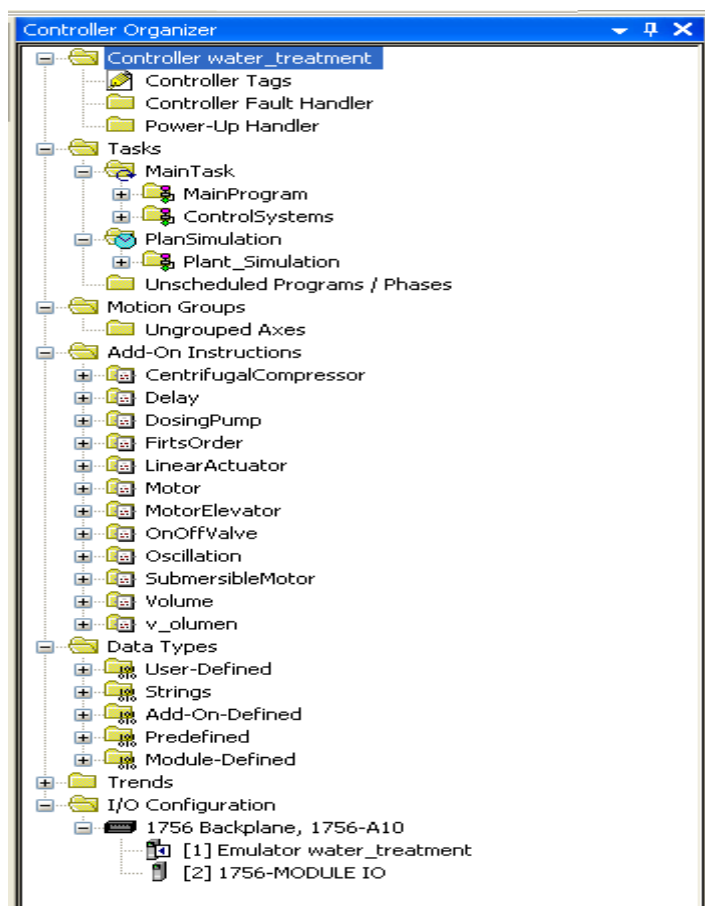 Controller Organizer
Controller water_treatment
Controller Tags
Controller Fault Handler
Power-Up Handler
Tasks
MainTask
MainProgram
ControlSystems
PlanSimulation
Plant_Simulation
Unscheduled Programs / Phases
Motion Groups
Ungrouped Axes
Add-On Instructions
CentrifugalCompressor
Delay
DosingPump
FirtsOrder
LinearActuator
Motor
MotorElevator
OnOffValve
Oscillation
SubmersibleMotor
Volume
v_olumen
Data Types
User-Defined
Strings
Add-On-Defined
Predefined
Module-Defined
Trends
I/O Configuration
1756 Backplane, 1756-A10
[1] Emulator water_treatment
[2] 1756-MODULE IO